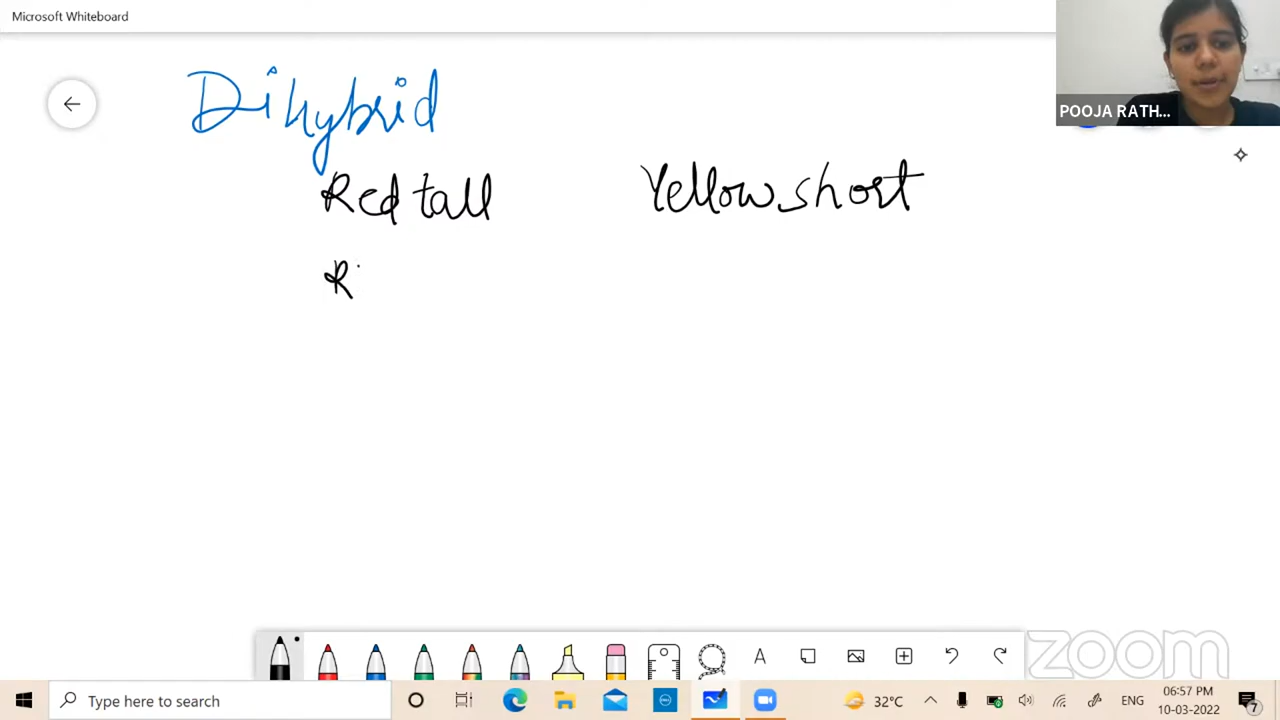 Microsoft Whiteboard
POOJA RATH...
Dihybrid
Red tall Yellow short
R
A
zoom
Type here to search
32°C
ENG
06:57 PM
10-03-2022
7